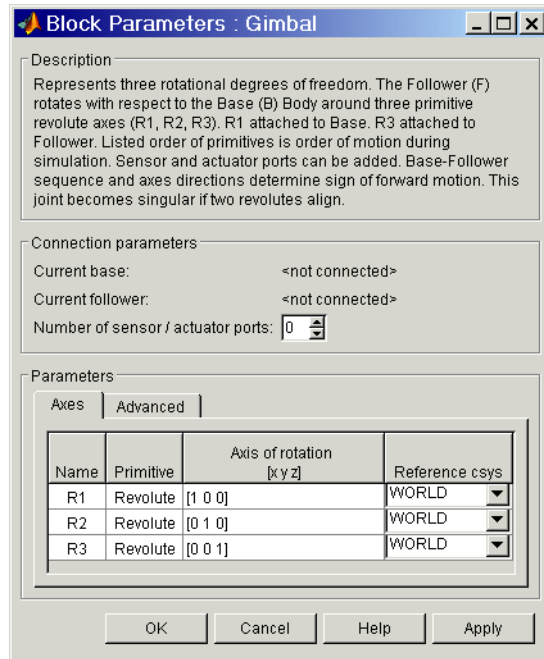 Block Parameters : Gimbal
Description
Represents three rotational degrees of freedom. The Follower (F)
rotates with respect to the Base (B) Body around three primitive
revolute axes (R1, R2, R3). R1 attached to Base. R3 attached to
Follower. Listed order of primitives is order of motion during
simulation. Sensor and actuator ports can be added. Base-Follower
sequence and axes directions determine sign of forward motion. This
joint becomes singular if two revolutes align.
Connection parameters
Current base: <not connected>
Current follower: <not connected>
Number of sensor / actuator ports: 0
Parameters
Axes Advanced
Name Primitive Axis of rotation [x y z] Reference csys
R1 Revolute [1 0 0] WORLD
R2 Revolute [0 1 0] WORLD
R3 Revolute [0 0 1] WORLD
OK Cancel Help Apply